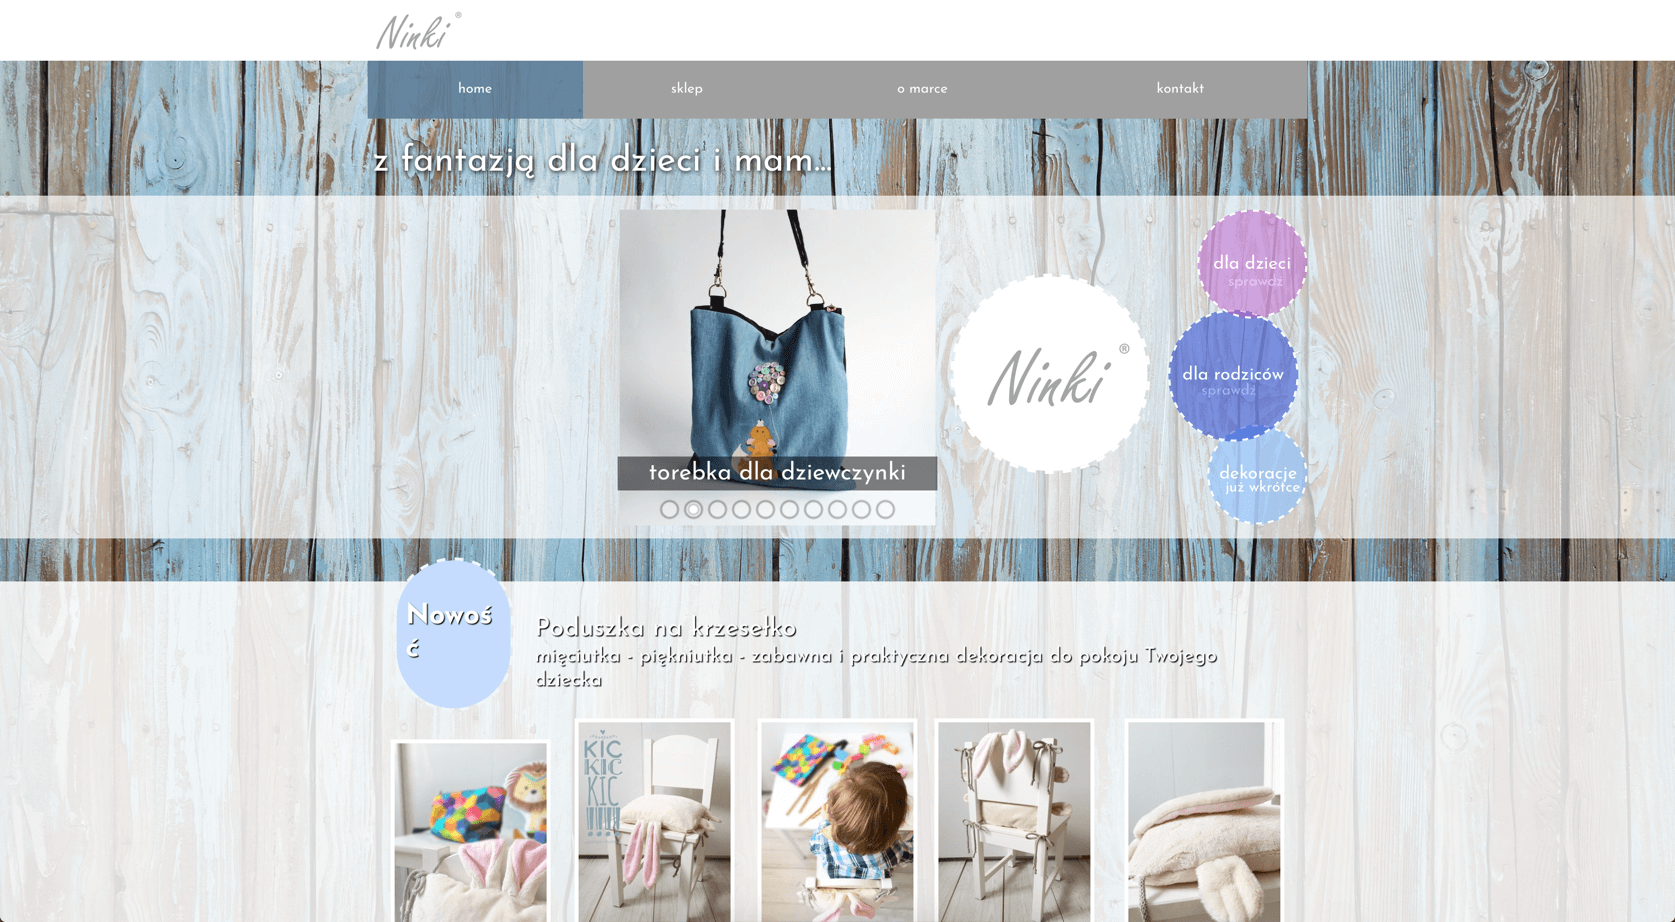 Ninki ®
home sklep o marce kontakt
z fantazją dla dzieci i mam...
dla dzieci
sprawdź
Ninki ®
dla rodziców
sprawdź
torebka dla dziewczynki
dekoracje
już wkrótce
Nowoś
ć
Poduszka na krzesełko
mięciutka - piękniutka - zabawna i praktyczna dekoracja do pokoju Twojego
dziecka
KIC
KIC
KIC